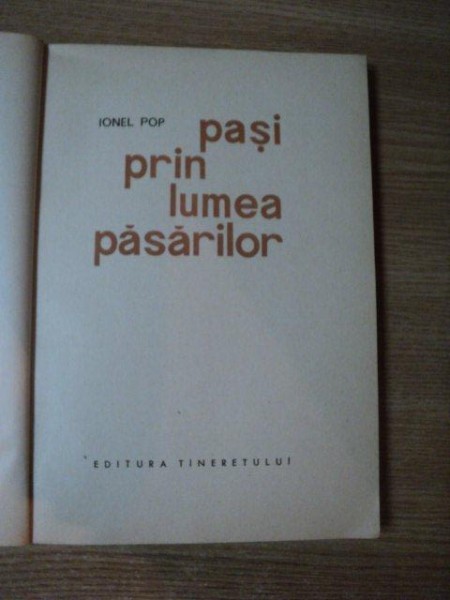 IONEL POP
pași
prin
lumea
păsărilor
EDITURA TINERETULUI